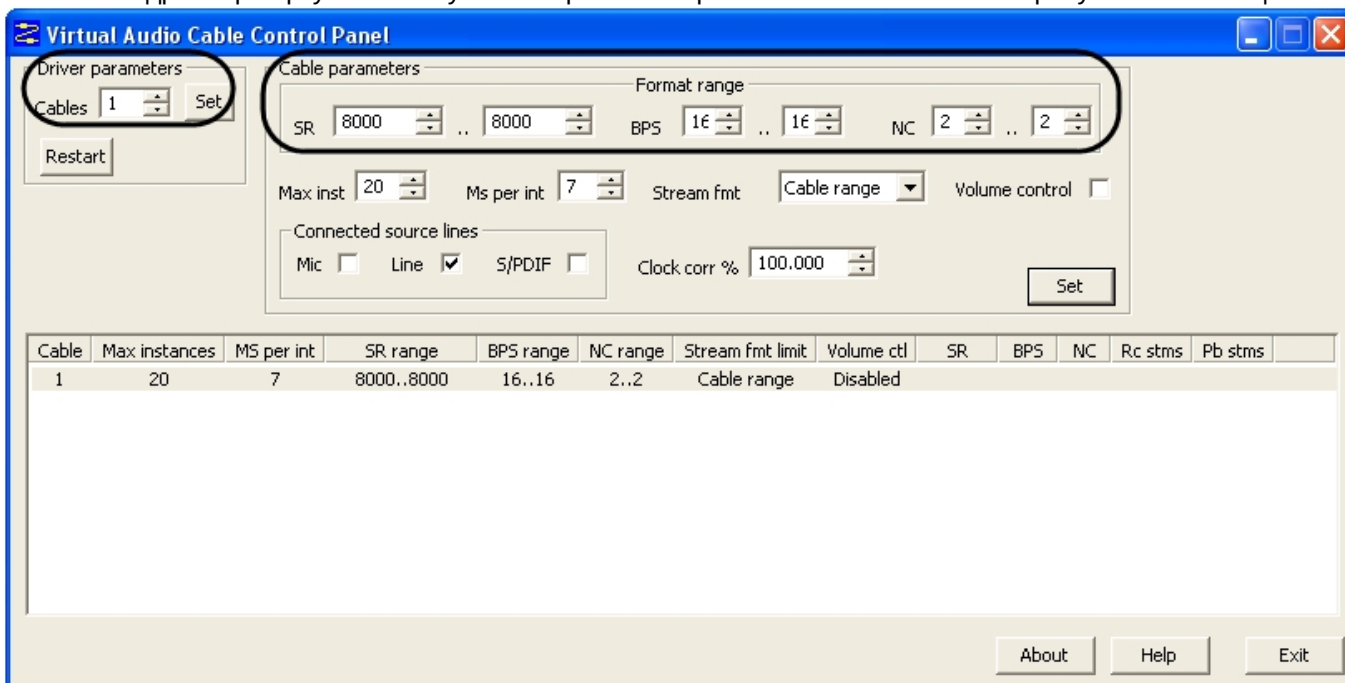 Virtual Audio Cable Control Panel
Driver parameters
Cables 1 Set
Restart
Cable parameters
Format range
SR 8000 .. 8000 BPS 16 .. 16 NC 2 .. 2
Max inst 20 Ms per int 7 Stream fmt Cable range Volume control
Connected source lines
Mic Line S/PDIF Clock corr % 100.000
Set
Cable Max instances MS per int SR range BPS range NC range Stream fmt limit Volume ctl SR BPS NC Rc stms Pb stms
1 20 7 8000..8000 16..16 2..2 Cable range Disabled
About Help Exit